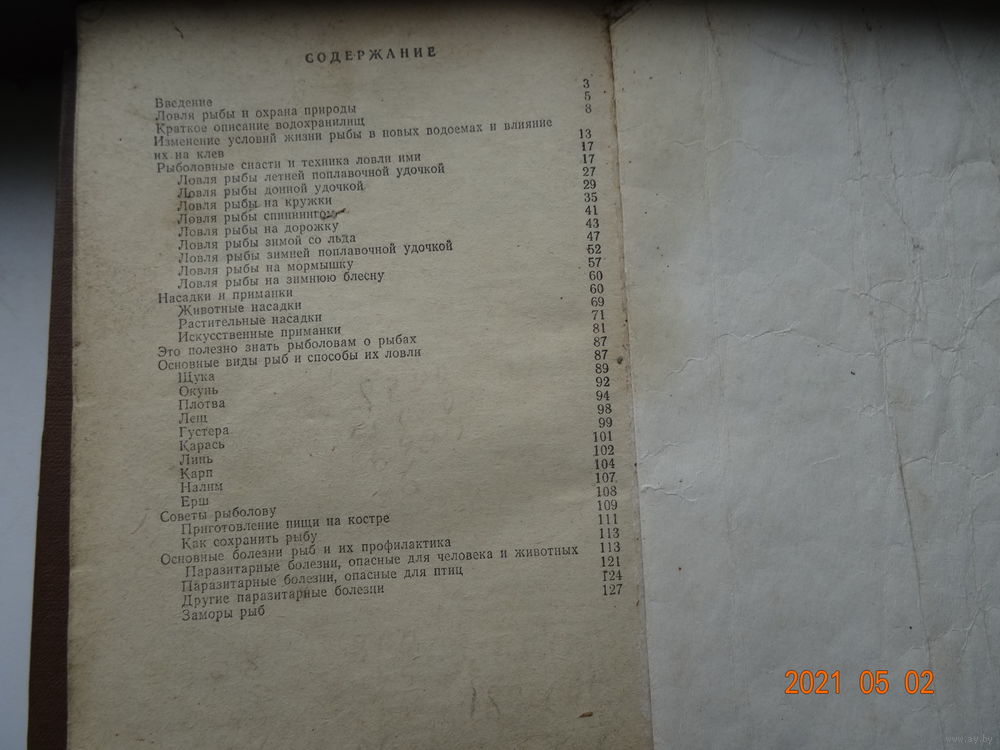 СОДЕРЖАНИЕ
Введение 3
Ловля рыбы и охрана природы 5
Краткое описание водохранилищ 8
Изменение условий жизни рыбы в новых водоемах и влияние
их на клев 13
Рыболовные снасти и техника ловли ими 17
Ловля рыбы летней поплавочной удочкой 17
Ловля рыбы донной удочкой 27
Ловля рыбы на кружки 29
Ловля рыбы спиннингом 35
Ловля рыбы на дорожку 41
Ловля рыбы зимой со льда 43
Ловля рыбы зимней поплавочной удочкой 47
Ловля рыбы на мормышку 52
Ловля рыбы на зимнюю блесну 57
Насадки и приманки 60
Животные насадки 60
Растительные насадки 69
Искусственные приманки 71
Это полезно знать рыболовам о рыбах 81
Основные виды рыб и способы их ловли 87
Щука 87
Окунь 89
Плотва 92
Лещ 94
Густера 98
Карась 99
Линь 101
Карп 102
Налим 104
Ерш 107
Советы рыболову 108
Приготовление пищи на костре 109
Как сохранить рыбу 111
Основные болезни рыб и их профилактика 113
Паразитарные болезни, опасные для человека и животных 113
Паразитарные болезни, опасные для птиц 121
Другие паразитарные болезни 124
Заморы рыб 127
2021 05 02
www.ay.by